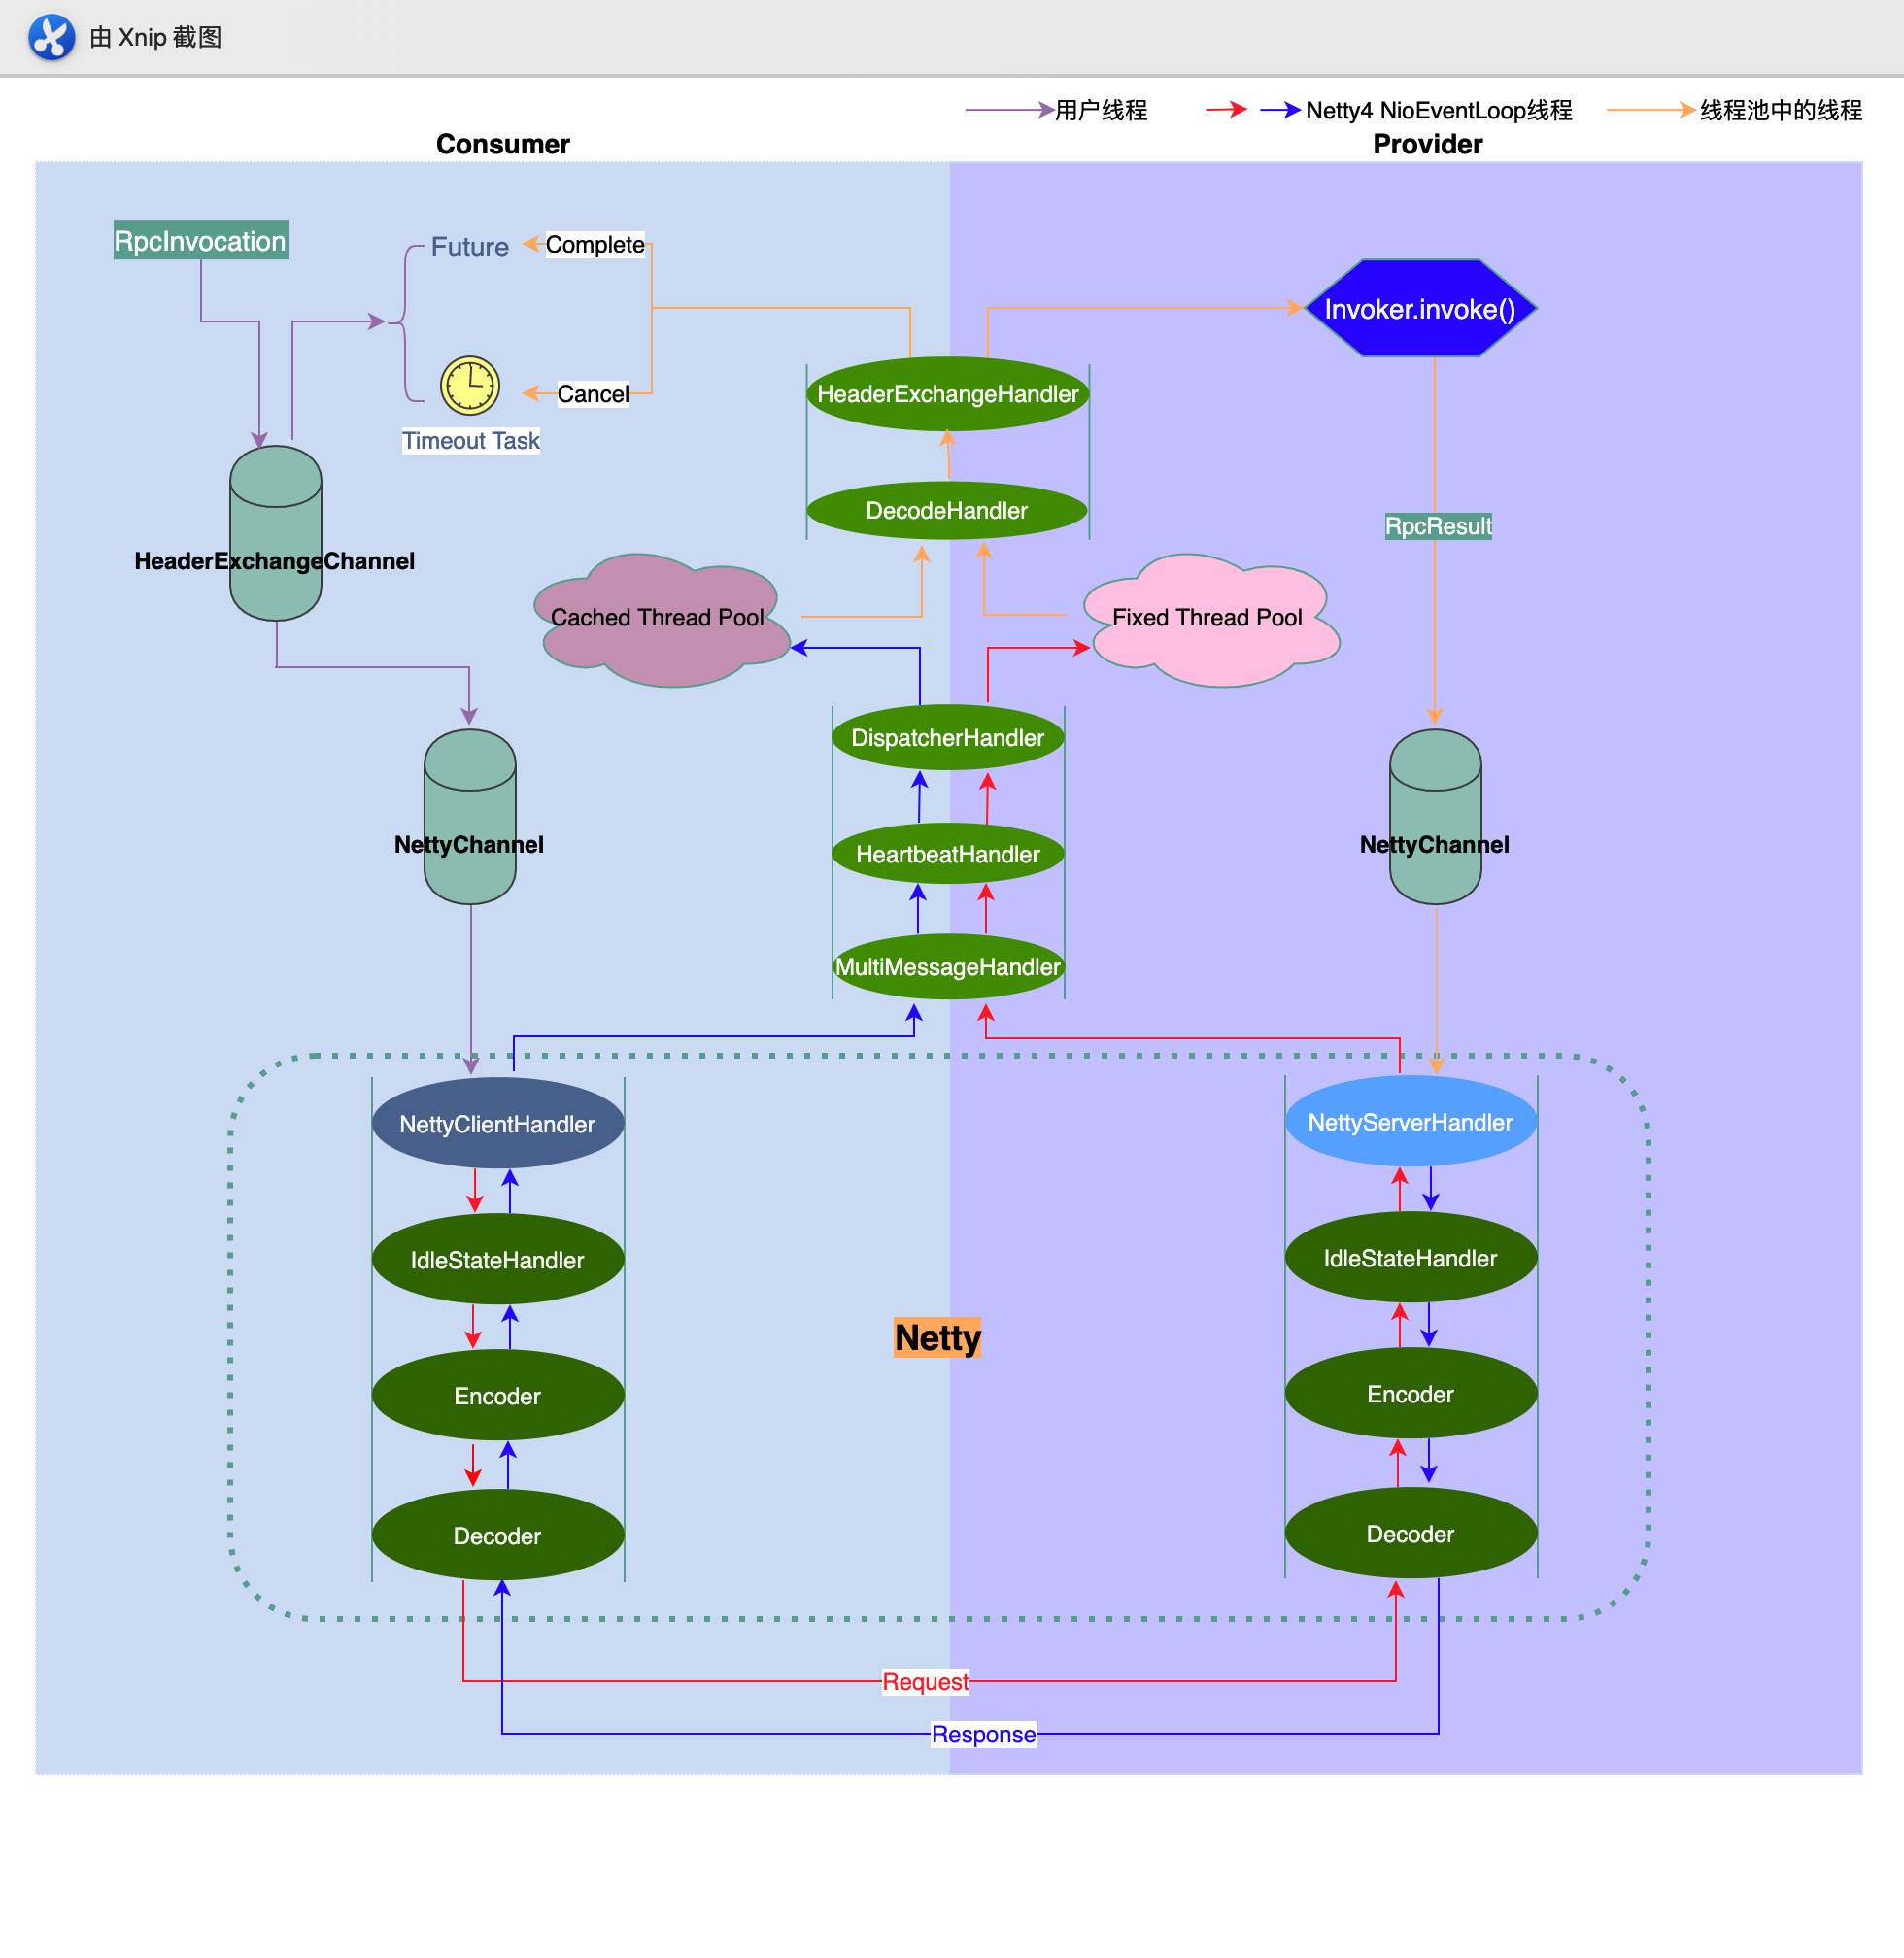 由 Xnip 截图
用户线程
Netty4 NioEventLoop线程
线程池中的线程
Consumer
Provider
RpcInvocation
Future
Complete
Invoker.invoke()
Cancel
HeaderExchangeHandler
Timeout Task
DecodeHandler
RpcResult
HeaderExchangeChannel
Cached Thread Pool
Fixed Thread Pool
DispatcherHandler
NettyChannel
HeartbeatHandler
NettyChannel
MultiMessageHandler
NettyClientHandler
NettyServerHandler
IdleStateHandler
IdleStateHandler
Netty
Encoder
Encoder
Decoder
Decoder
Request
Response